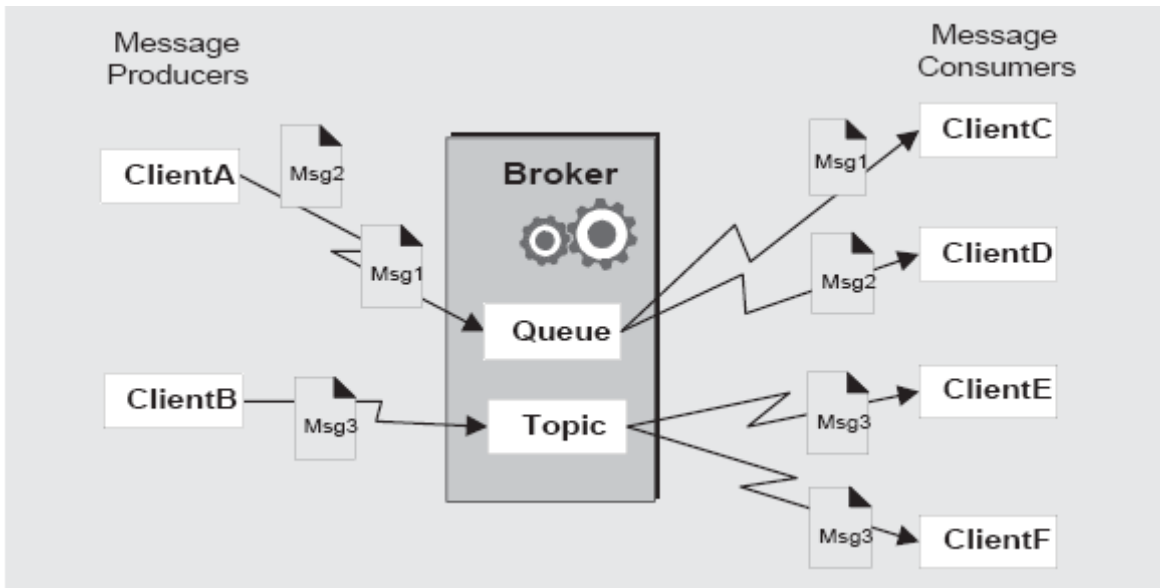 Message
Producers
Message
Consumers
ClientA
Msg2
Msg1
ClientB
Msg3
Broker
Queue
Topic
Msg1
ClientC
Msg2
ClientD
Msg3
ClientE
Msg3
ClientF